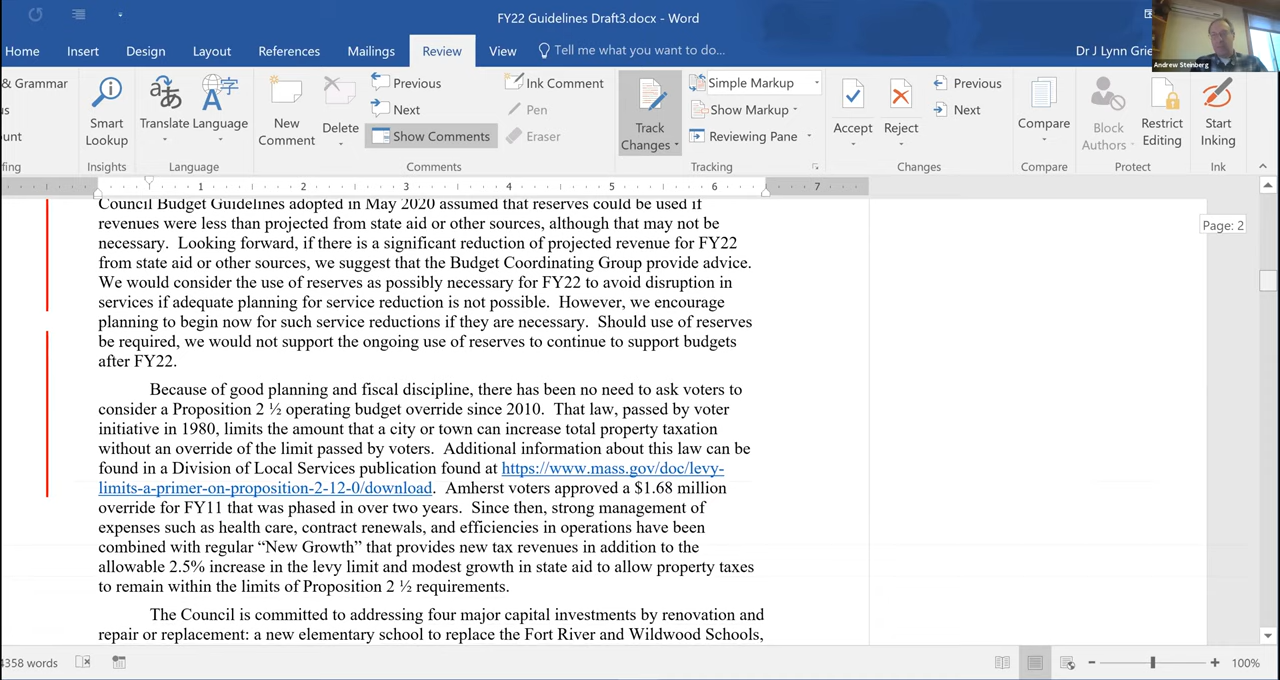 FY22 Guidelines Draft3.docx - Word
Andrew Steinberg
Home Insert Design Layout References Mailings Review View Tell me what you want to do... Dr J Lynn Grie
& Grammar
Smart Lookup
Translate Language
New Comment
Delete
Previous
Next
Show Comments
Ink Comment
Pen
Eraser
Track Changes
Simple Markup
Show Markup
Reviewing Pane
Accept
Reject
Previous
Next
Compare
Block Authors
Restrict Editing
Start Inking
Insights Language Comments Tracking Changes Compare Protect Ink
1 2 3 4 5 6 7
Page: 2
Council Budget Guidelines adopted in May 2020 assumed that reserves could be used if
revenues were less than projected from state aid or other sources, although that may not be
necessary. Looking forward, if there is a significant reduction of projected revenue for FY22
from state aid or other sources, we suggest that the Budget Coordinating Group provide advice.
We would consider the use of reserves as possibly necessary for FY22 to avoid disruption in
services if adequate planning for service reduction is not possible. However, we encourage
planning to begin now for such service reductions if they are necessary. Should use of reserves
be required, we would not support the ongoing use of reserves to continue to support budgets
after FY22.
Because of good planning and fiscal discipline, there has been no need to ask voters to
consider a Proposition 2 ½ operating budget override since 2010. That law, passed by voter
initiative in 1980, limits the amount that a city or town can increase total property taxation
without an override of the limit passed by voters. Additional information about this law can be
found in a Division of Local Services publication found at https://www.mass.gov/doc/levy-
limits-a-primer-on-proposition-2-12-0/download. Amherst voters approved a $1.68 million
override for FY11 that was phased in over two years. Since then, strong management of
expenses such as health care, contract renewals, and efficiencies in operations have been
combined with regular “New Growth” that provides new tax revenues in addition to the
allowable 2.5% increase in the levy limit and modest growth in state aid to allow property taxes
to remain within the limits of Proposition 2 ½ requirements.
The Council is committed to addressing four major capital investments by renovation and
repair or replacement: a new elementary school to replace the Fort River and Wildwood Schools,
4358 words
100%